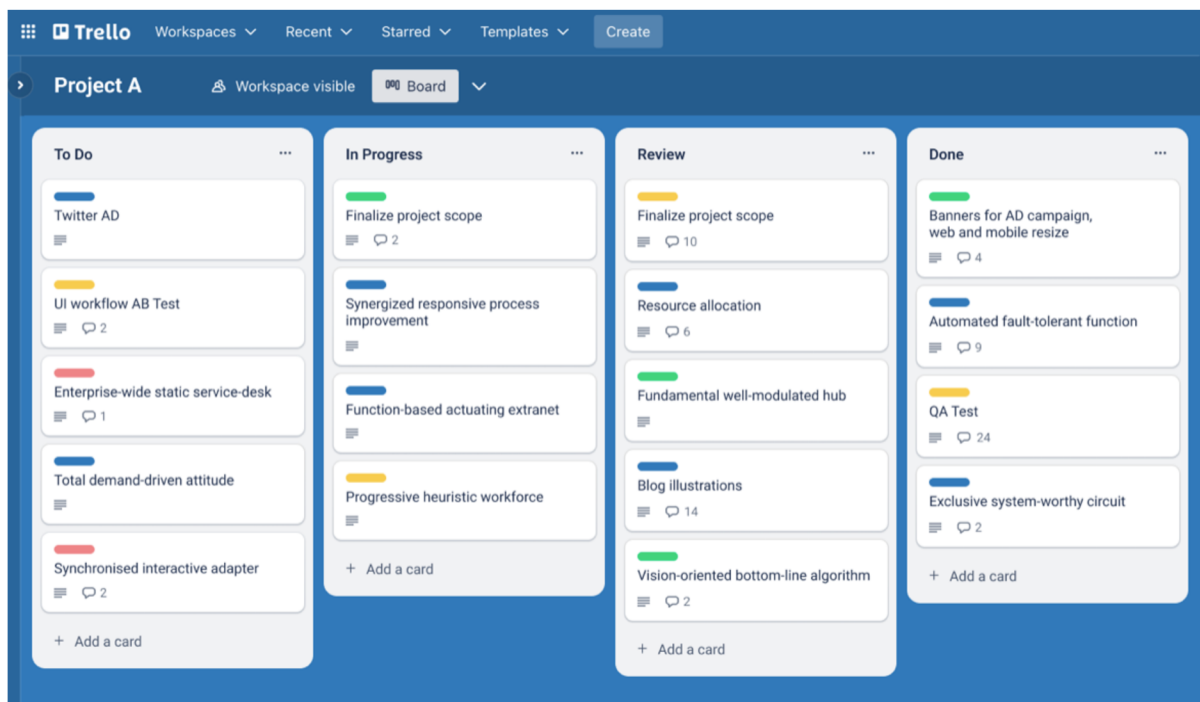 Trello Workspaces Recent Starred Templates Create
Project A Workspace visible Board
To Do
Twitter AD
UI workflow AB Test
2
Enterprise-wide static service-desk
1
Total demand-driven attitude
Synchronised interactive adapter
2
+ Add a card
In Progress
Finalize project scope
2
Synergized responsive process
improvement
Function-based actuating extranet
Progressive heuristic workforce
+ Add a card
Review
Finalize project scope
10
Resource allocation
6
Fundamental well-modulated hub
Blog illustrations
14
Vision-oriented bottom-line algorithm
2
+ Add a card
Done
Banners for AD campaign,
web and mobile resize
4
Automated fault-tolerant function
9
QA Test
24
Exclusive system-worthy circuit
2
+ Add a card